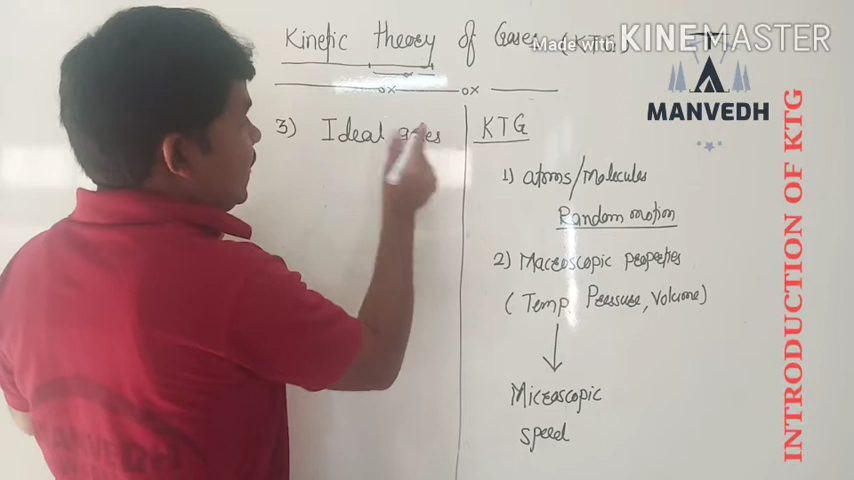 Kinetic theory of Gases (KTG)
Made with KINEMASTER
MANVEDH
ox ox
3) Ideal gases
KTG
1) atoms/Molecules
Random motion
2) Macroscopic properties
(Temp, Pressure, Volume)
Microscopic
speed
INTRODUCTION OF KTG